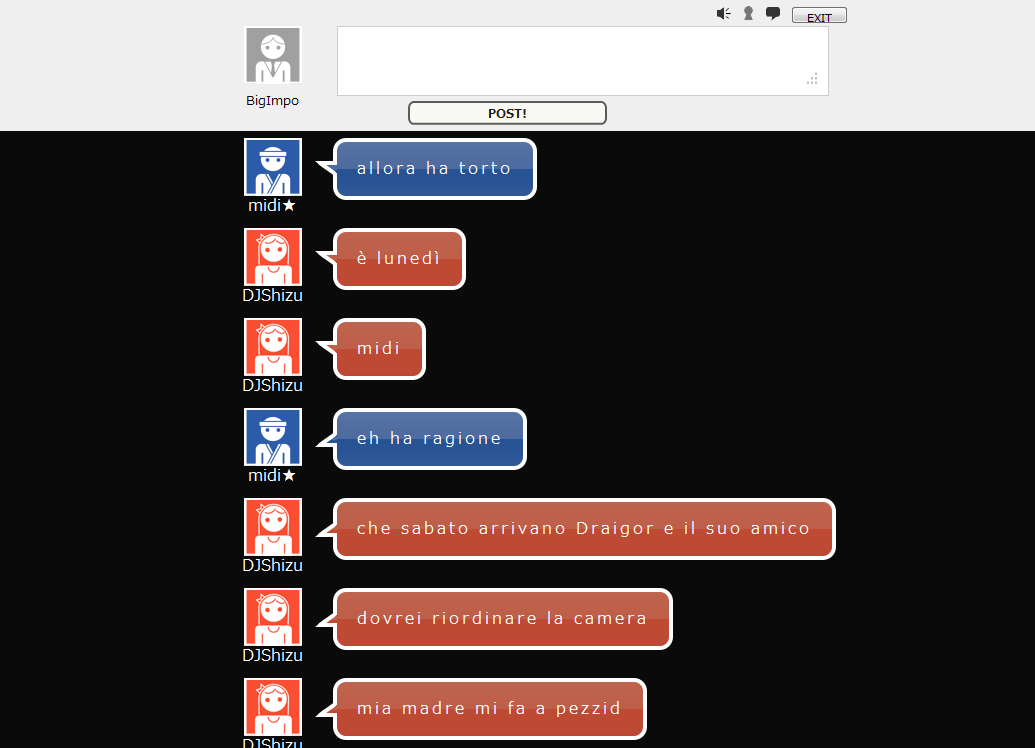 EXIT
BigImpo
POST!
allora ha torto
midi★
è lunedì
DJShizu
midi
DJShizu
eh ha ragione
midi★
che sabato arrivano Draigor e il suo amico
DJShizu
dovrei riordinare la camera
DJShizu
mia madre mi fa a pezzid
DJShizu